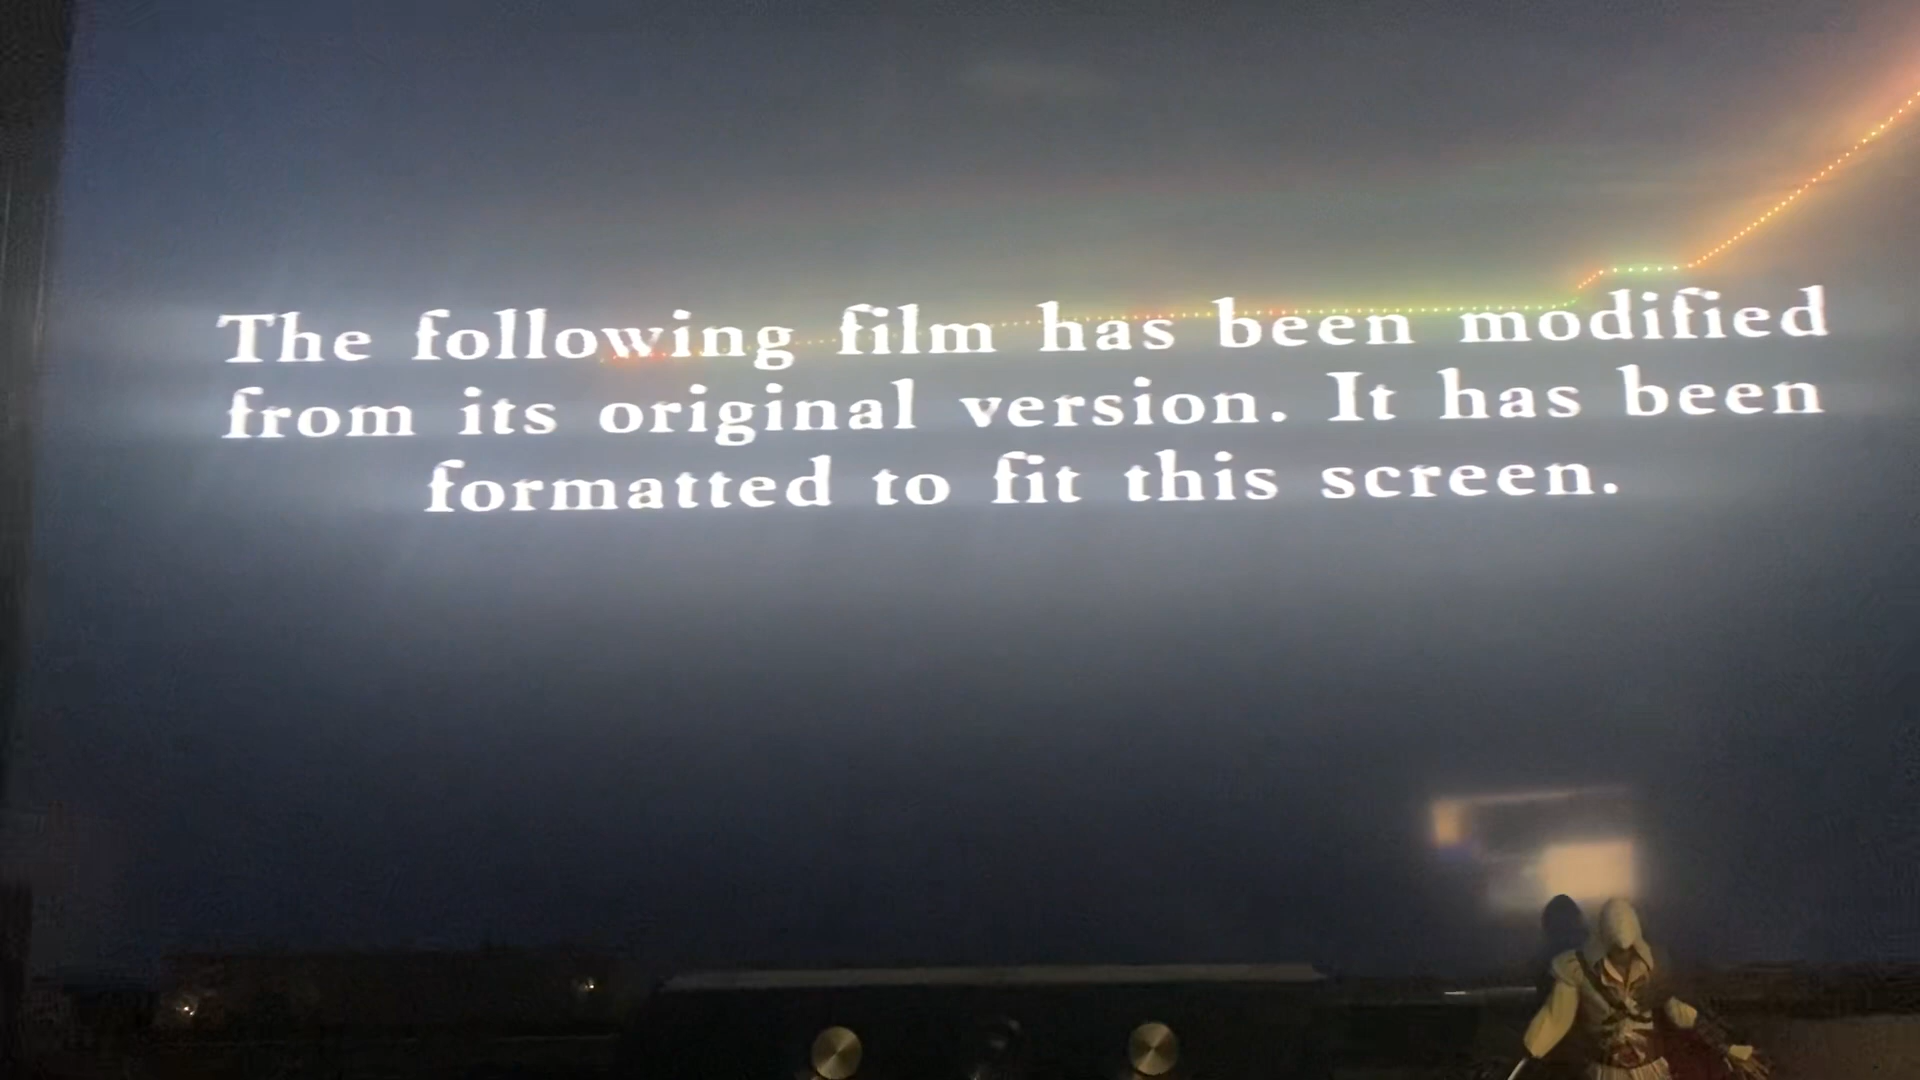 The following film has been modified
from its original version. It has been
formatted to fit this screen.